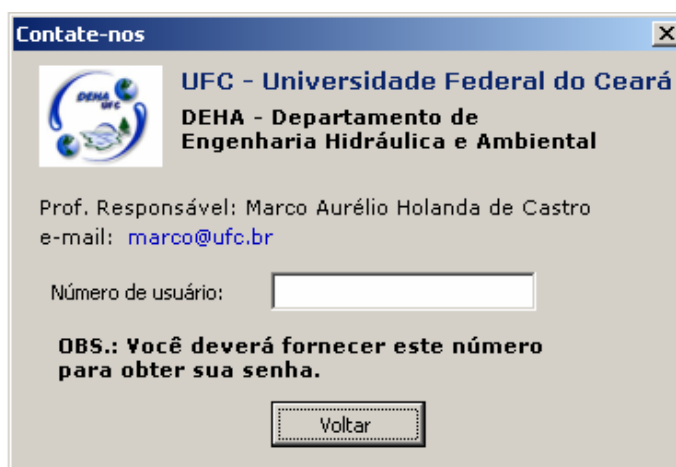 Contate-nos
DEHA
UFC
UFC - Universidade Federal do Ceará
DEHA - Departamento de
Engenharia Hidráulica e Ambiental
Prof. Responsável: Marco Aurélio Holanda de Castro
e-mail: marco@ufc.br
Número de usuário:
OBS.: Você deverá fornecer este número
para obter sua senha.
Voltar